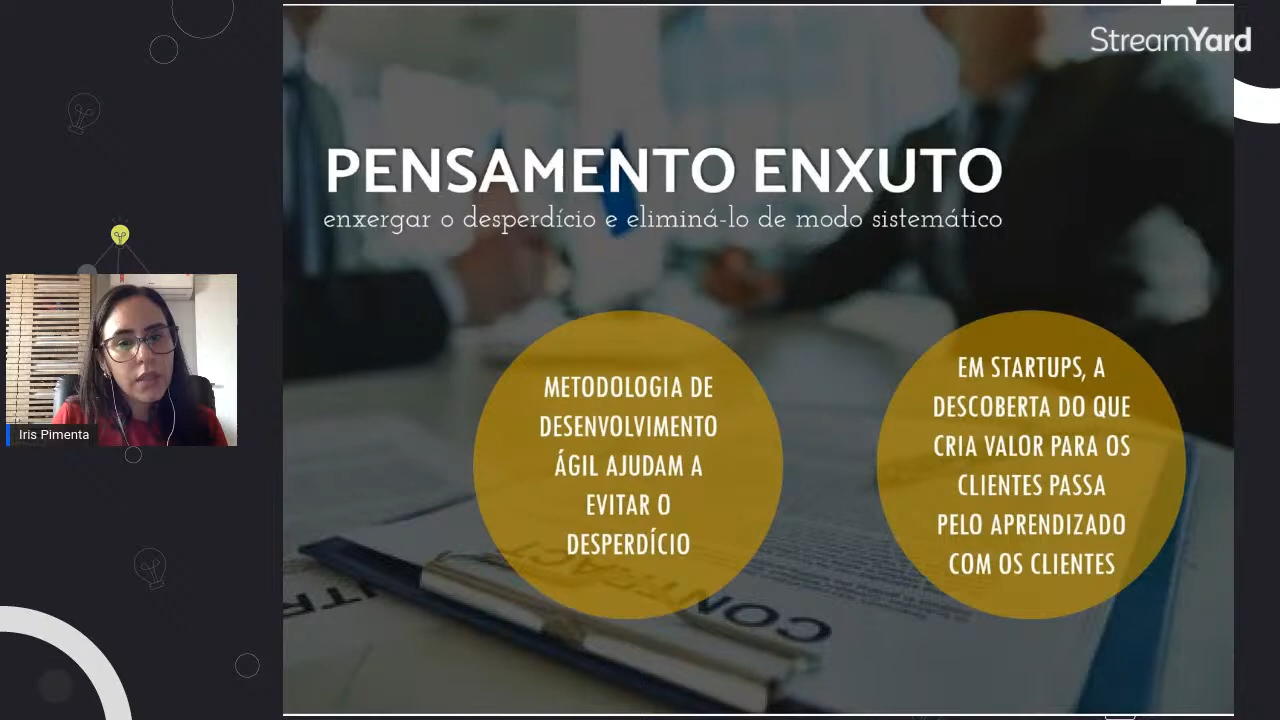 StreamYard
PENSAMENTO ENXUTO
enxergar o desperdício e eliminá-lo de modo sistemático
METODOLOGIA DE
DESENVOLVIMENTO
ÁGIL AJUDAM A
EVITAR O
DESPERDÍCIO
EM STARTUPS, A
DESCOBERTA DO QUE
CRIA VALOR PARA OS
CLIENTES PASSA
PELO APRENDIZADO
COM OS CLIENTES
Iris Pimenta
CONTRACT